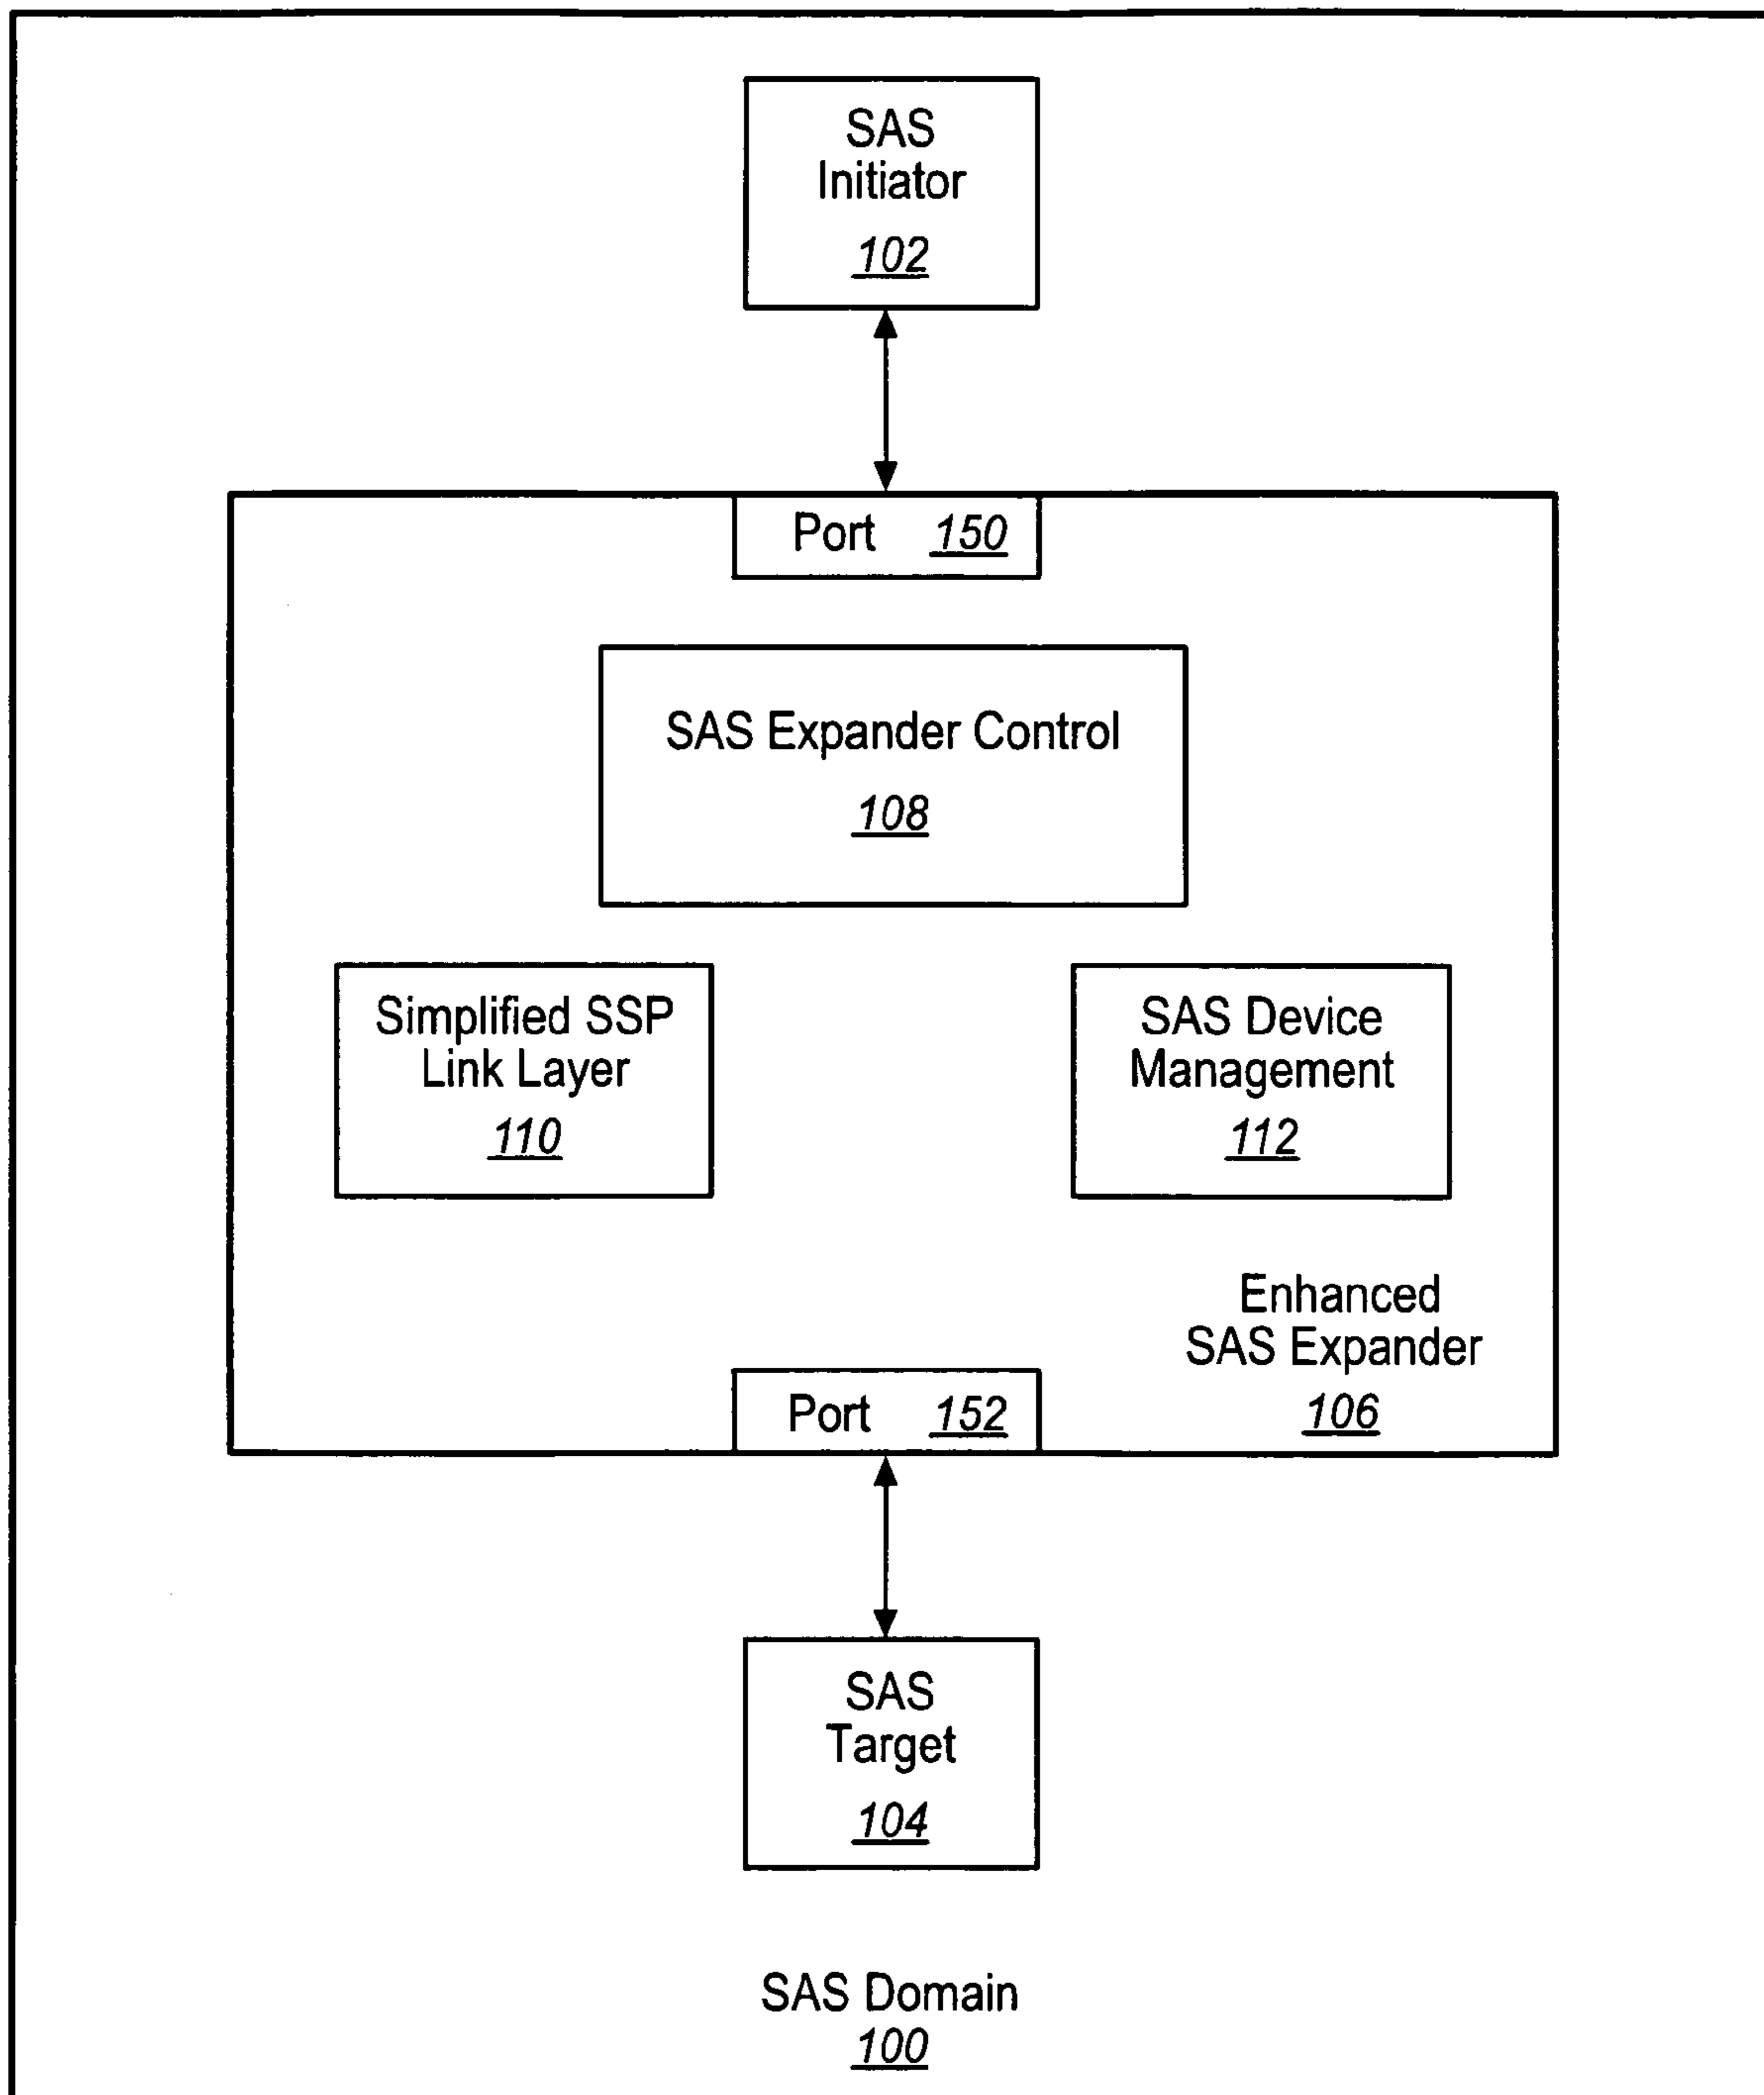 SAS
Initiator
102
Port 150
SAS Expander Control
108
Simplified SSP
Link Layer
110
SAS Device
Management
112
Enhanced
SAS Expander
106
Port 152
SAS
Target
104
SAS Domain
100